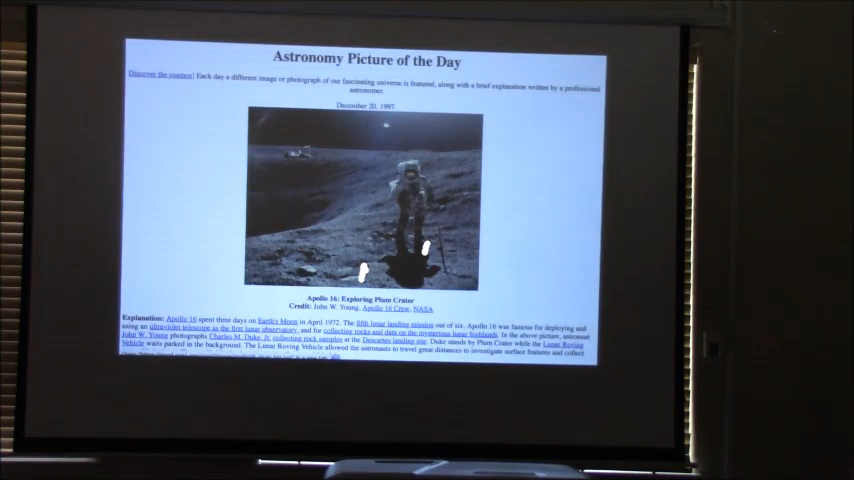 Astronomy Picture of the Day
Discover the cosmos! Each day a different image or photograph of our fascinating universe is featured, along with a brief explanation written by a professional
astronomer.
December 20, 1997
Apollo 16: Exploring Plum Crater
Credit: John W. Young, Apollo 16 Crew, NASA
Explanation: Apollo 16 spent three days on Earth's Moon in April 1972. The fifth lunar landing mission out of six, Apollo 16 was famous for deploying and
using an ultraviolet telescope as the first lunar observatory, and for collecting rocks and data on the mysterious lunar highlands. In the above picture, astronaut
John W. Young photographs Charles M. Duke, Jr. collecting rock samples at the Descartes landing site. Duke stands by Plum Crater while the Lunar Roving
Vehicle waits parked in the background. The Lunar Roving Vehicle allowed the astronauts to travel great distances to investigate surface features and collect